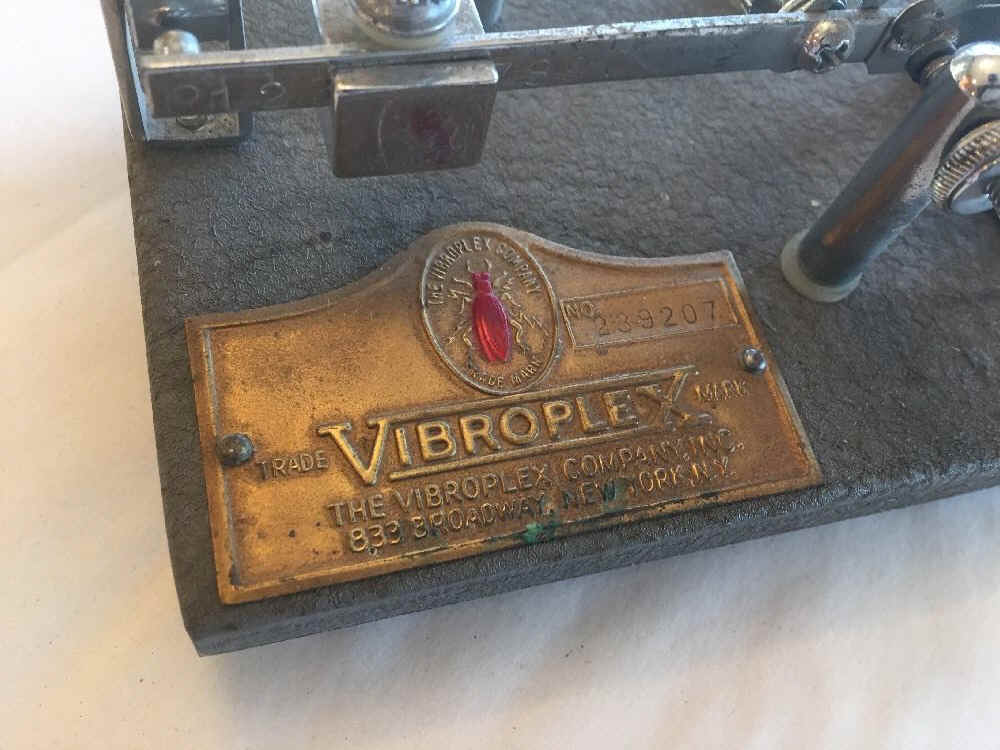 THE VIBROPLEX COMPANY
TRADE MARK
NO. 239207
TRADE VIBROPLEX MARK
THE VIBROPLEX COMPANY, INC.
833 BROADWAY, NEW YORK, N.Y.